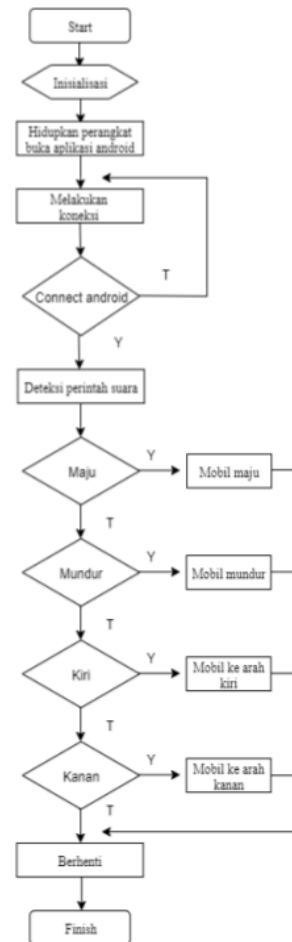 Start
Inisialisasi
Hidupkan perangkat
buka aplikasi android
Melakukan
koneksi
T
Connect android
Y
Deteksi perintah suara
Maju
Y
Mobil maju
T
Mundur
Y
Mobil mundur
T
Kiri
Y
Mobil ke arah
kiri
T
Kanan
Y
Mobil ke arah
kanan
T
Berhenti
Finish